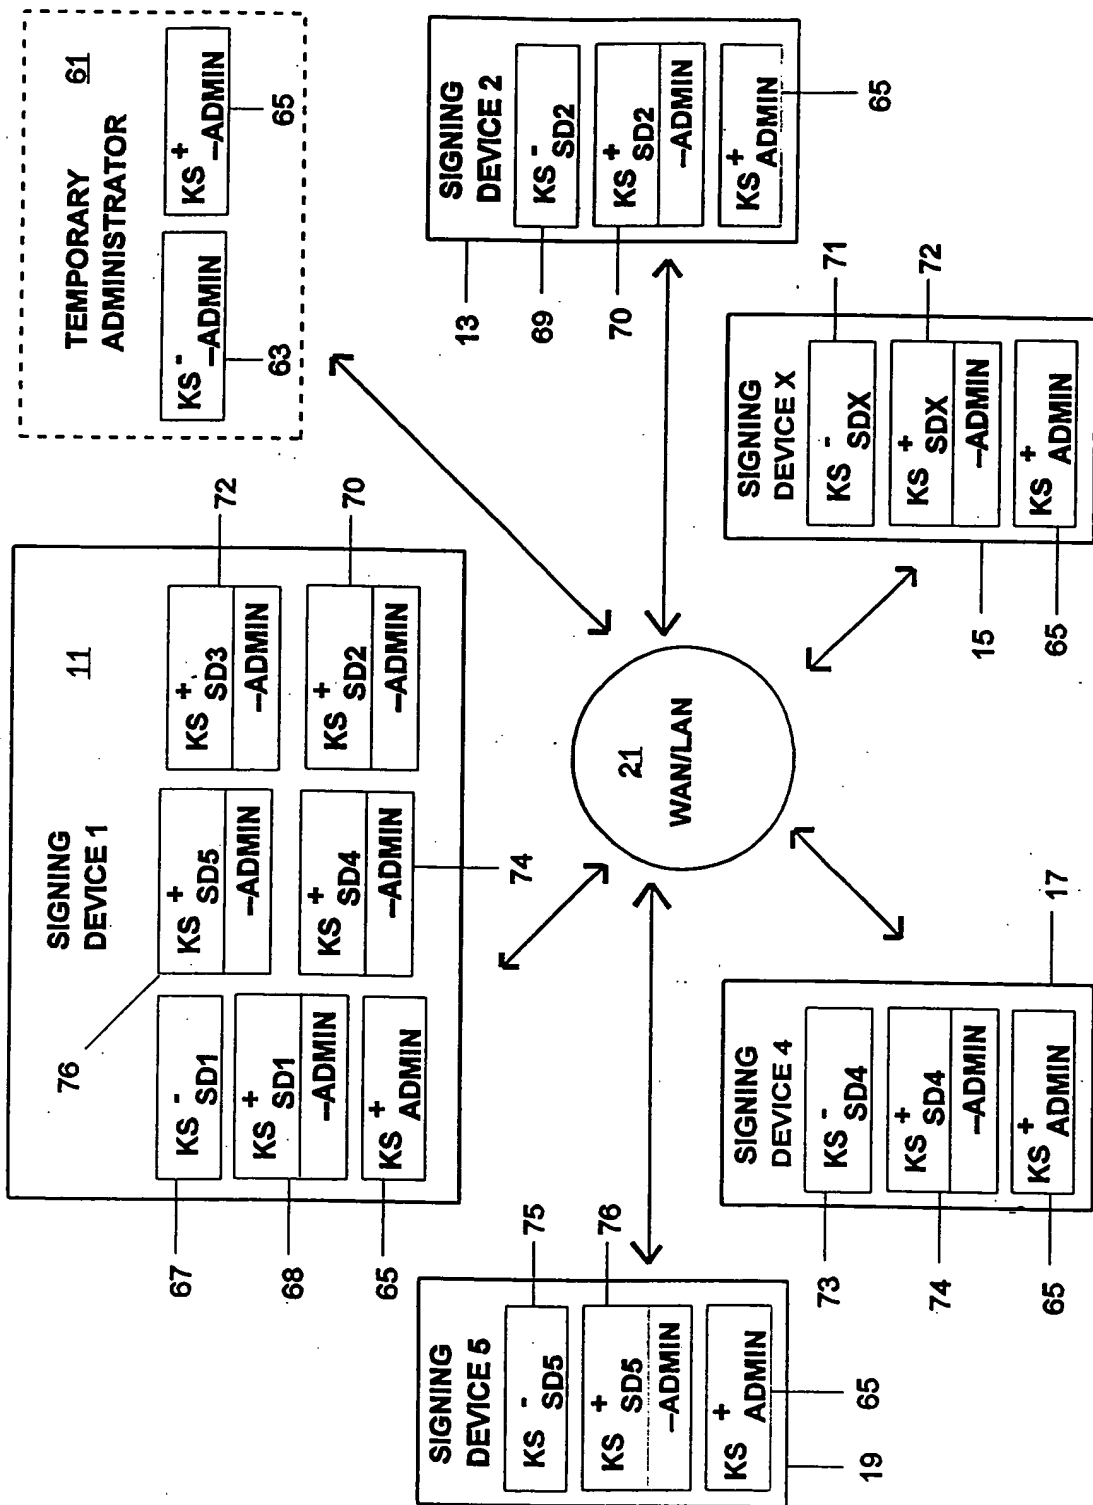 SIGNING
DEVICE 1
11
76
KS -
SD1
KS +
SD5
–ADMIN
KS +
SD3
–ADMIN
72
67
KS +
SD1
–ADMIN
68
KS +
SD4
–ADMIN
74
KS +
SD2
–ADMIN
70
KS +
ADMIN
65
TEMPORARY
ADMINISTRATOR
61
KS -
–ADMIN
63
KS +
–ADMIN
65
SIGNING
DEVICE 5
KS -
SD5
75
KS +
SD5
–ADMIN
76
KS +
ADMIN
65
19
21
WAN/LAN
SIGNING
DEVICE 2
13
KS -
SD2
69
KS +
SD2
–ADMIN
70
KS +
ADMIN
65
SIGNING
DEVICE 4
17
KS -
SD4
73
KS +
SD4
–ADMIN
74
KS +
ADMIN
65
SIGNING
DEVICE X
15
KS -
SDX
71
KS +
SDX
–ADMIN
72
KS +
ADMIN
65